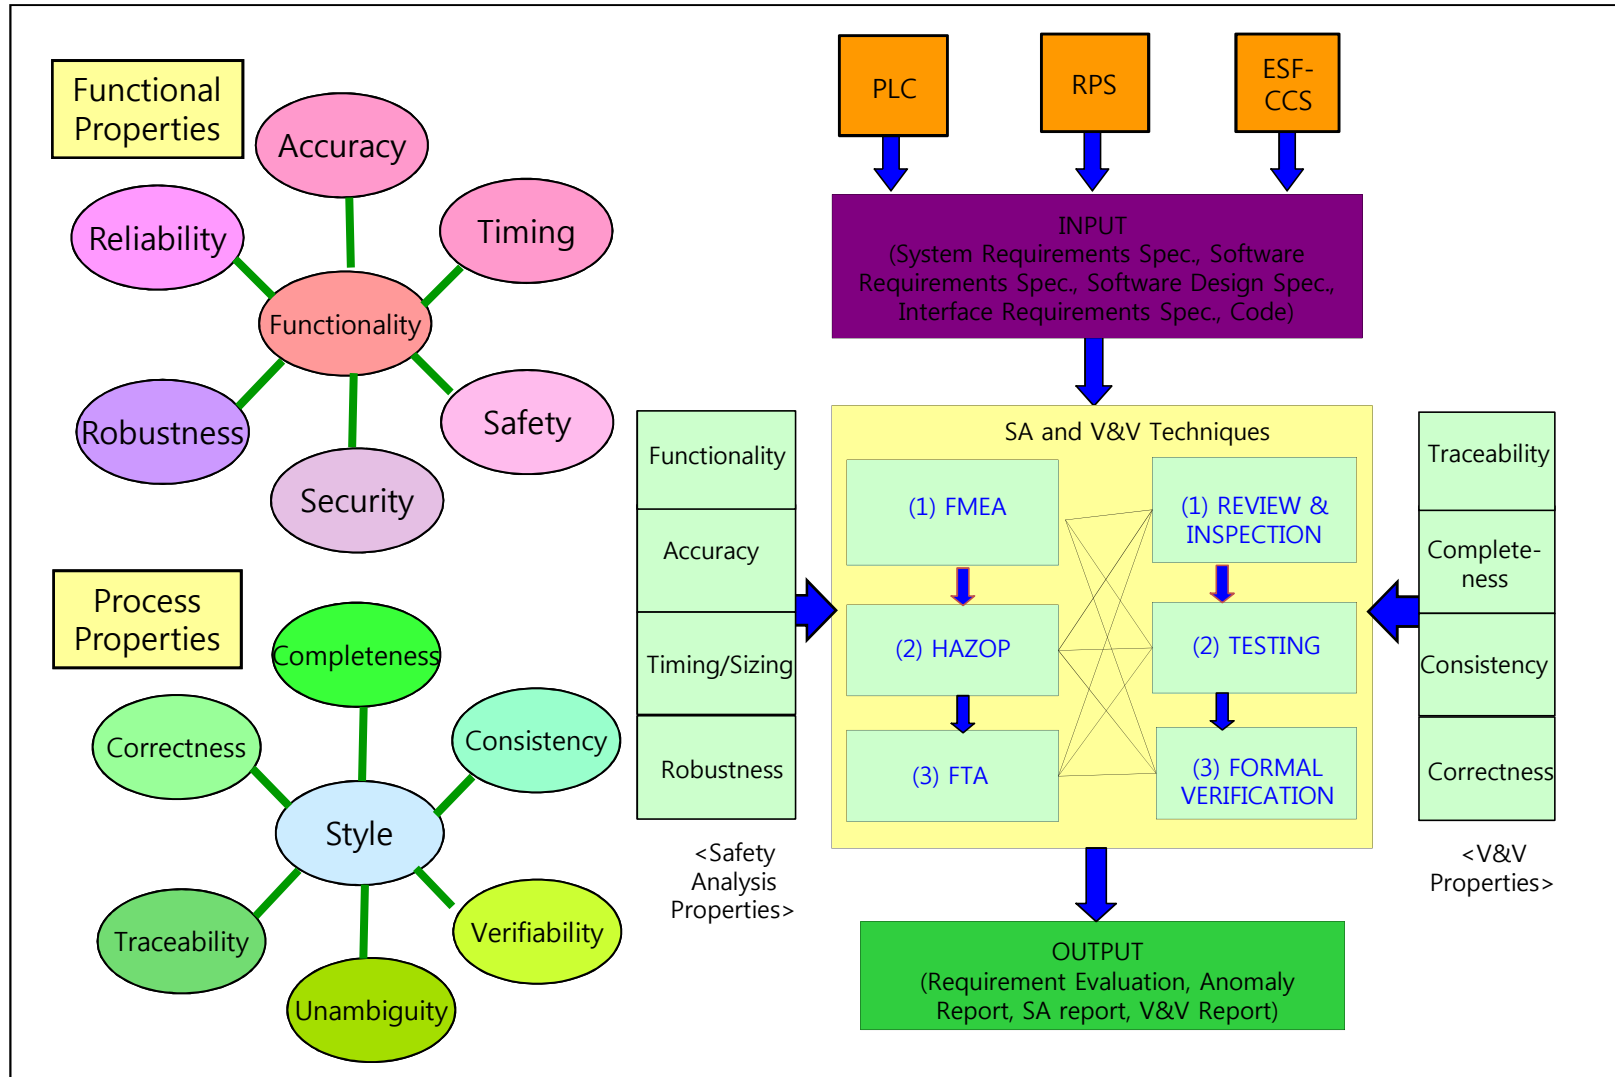 Functional
Properties
Accuracy
Reliability
Timing
Functionality
Robustness
Safety
Security
Process
Properties
Completeness
Correctness
Consistency
Style
Traceability
Verifiability
Unambiguity
PLC
RPS
ESF-
CCS
INPUT
(System Requirements Spec., Software
Requirements Spec., Software Design Spec.,
Interface Requirements Spec., Code)
Functionality
Accuracy
Timing/Sizing
Robustness
<Safety
Analysis
Properties>
SA and V&V Techniques
(1) FMEA
(2) HAZOP
(3) FTA
(1) REVIEW &
INSPECTION
(2) TESTING
(3) FORMAL
VERIFICATION
Traceability
Complete-
ness
Consistency
Correctness
<V&V
Properties>
OUTPUT
(Requirement Evaluation, Anomaly
Report, SA report, V&V Report)